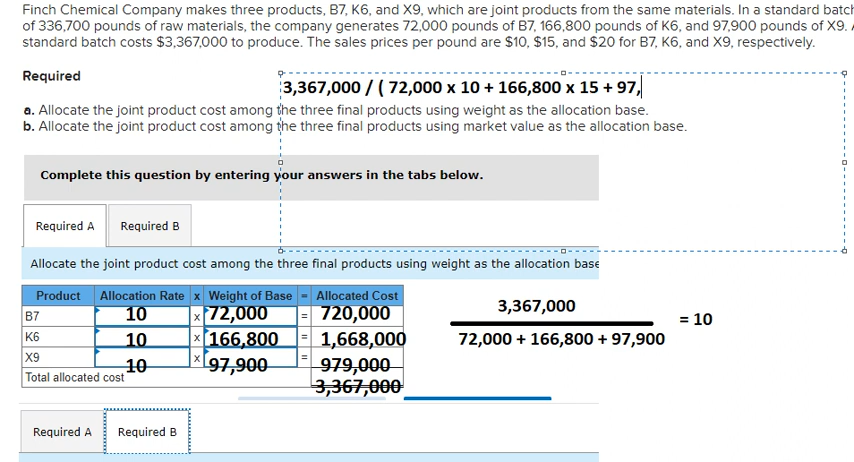 Finch Chemical Company makes three products, B7, K6, and X9, which are joint products from the same materials. In a standard batch
of 336,700 pounds of raw materials, the company generates 72,000 pounds of B7, 166,800 pounds of K6, and 97,900 pounds of X9.
standard batch costs $3,367,000 to produce. The sales prices per pound are $10, $15, and $20 for B7, K6, and X9, respectively.
Required
3,367,000 / ( 72,000 x 10 + 166,800 x 15 + 97,
a. Allocate the joint product cost among the three final products using weight as the allocation base.
b. Allocate the joint product cost among the three final products using market value as the allocation base.
Complete this question by entering your answers in the tabs below.
Required A Required B
Allocate the joint product cost among the three final products using weight as the allocation base
Product Allocation Rate x Weight of Base = Allocated Cost
B7 10 x 72,000 = 720,000
K6 10 x 166,800 = 1,668,000
X9 10 x 97,900 = 979,000
Total allocated cost 3,367,000
3,367,000
72,000 + 166,800 + 97,900
= 10
Required A Required B